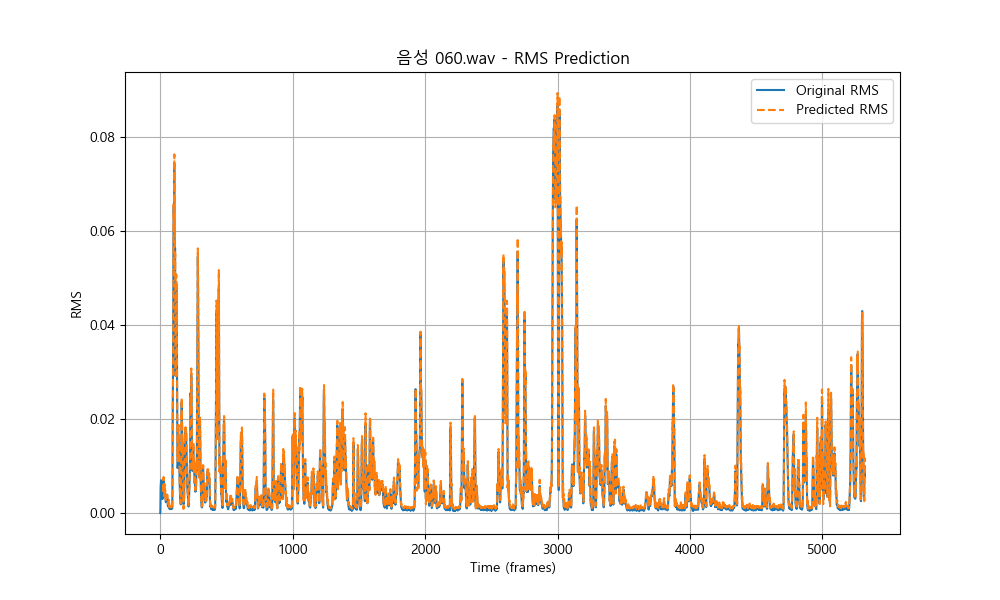 음성 060.wav - RMS Prediction
Original RMS
Predicted RMS
0.08
0.06
0.04
0.02
0.00
RMS
0 1000 2000 3000 4000 5000
Time (frames)